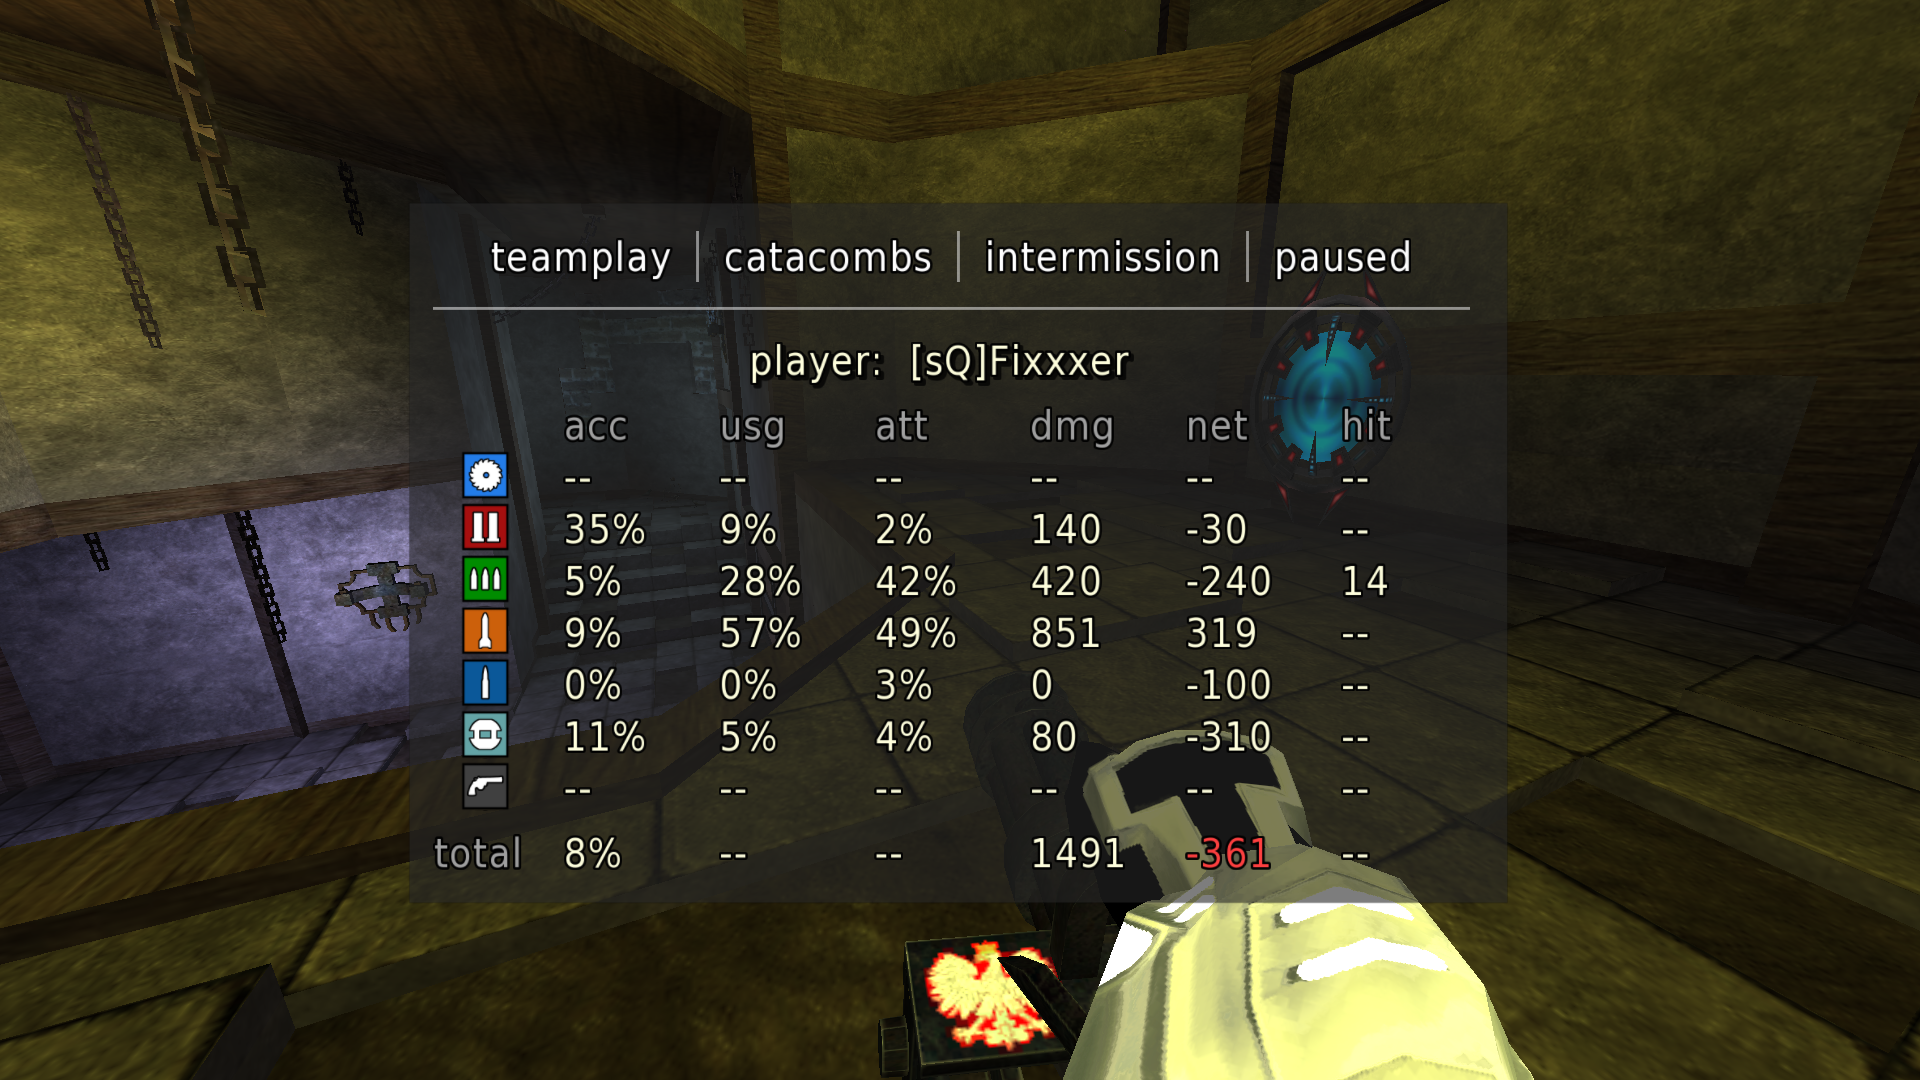 teamplay | catacombs | intermission | paused
player: [sQ]Fixxxer
acc usg att dmg net hit
-- -- -- -- -- --
35% 9% 2% 140 -30 --
5% 28% 42% 420 -240 14
9% 57% 49% 851 319 --
0% 0% 3% 0 -100 --
11% 5% 4% 80 -310 --
-- -- -- -- -- --
total 8% -- -- 1491 -361 --